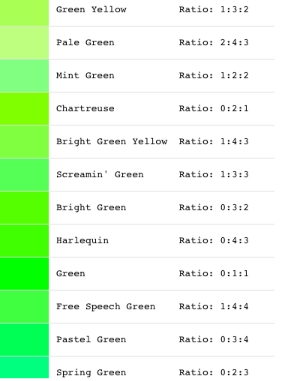 Green Yellow Ratio: 1:3:2
Pale Green Ratio: 2:4:3
Mint Green Ratio: 1:2:2
Chartreuse Ratio: 0:2:1
Bright Green Yellow Ratio: 1:4:3
Screamin' Green Ratio: 1:3:3
Bright Green Ratio: 0:3:2
Harlequin Ratio: 0:4:3
Green Ratio: 0:1:1
Free Speech Green Ratio: 1:4:4
Pastel Green Ratio: 0:3:4
Spring Green Ratio: 0:2:3